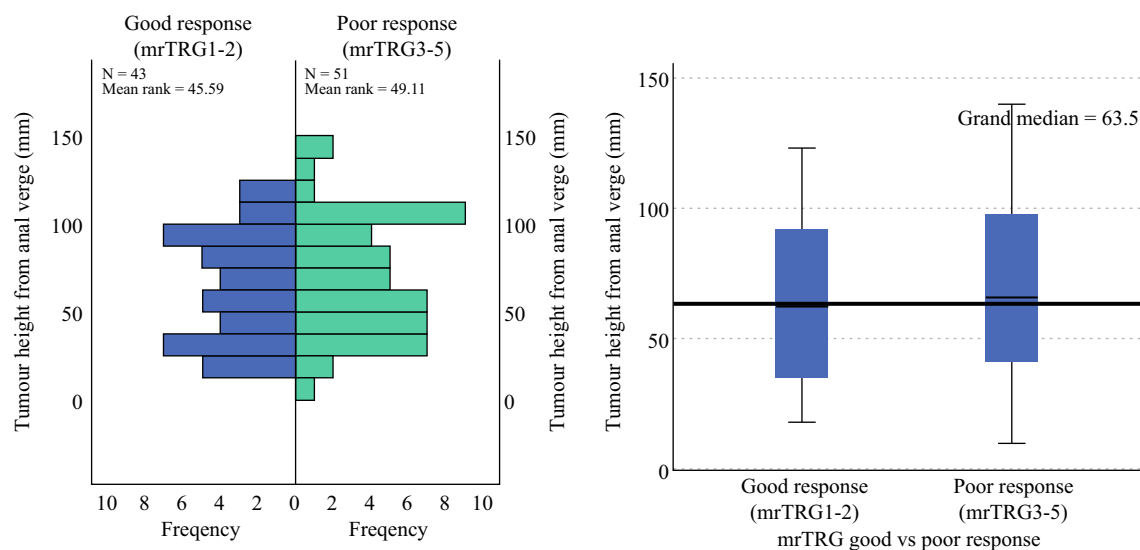 Good response
(mrTRG1-2)
Poor response
(mrTRG3-5)
N = 43
Mean rank = 45.59
N = 51
Mean rank = 49.11
Tumour height from anal verge (mm)
150
100
50
0
150
100
50
0
Tumour height from anal verge (mm)
10 8 6 4 2 0 2 4 6 8 10
Freqency
Freqency
Tumour height from anal verge (mm)
150
100
50
0
Grand median = 63.5
Good response
(mrTRG1-2)
Poor response
(mrTRG3-5)
mrTRG good vs poor response